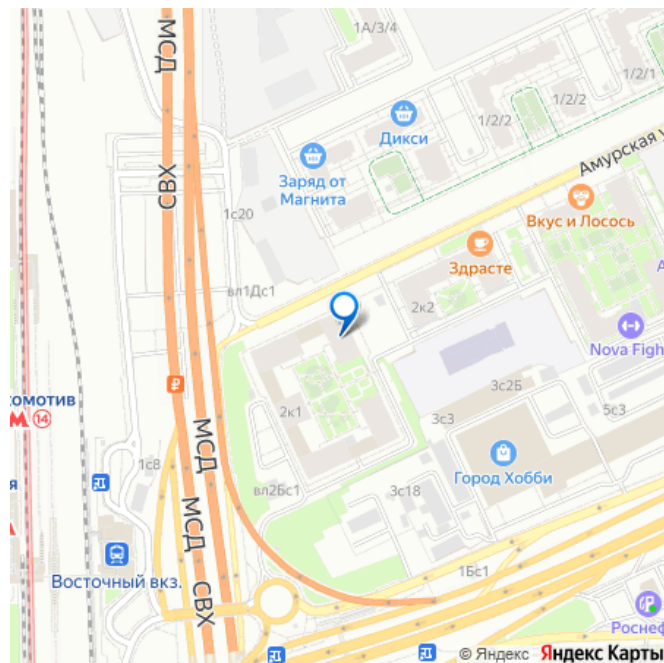 МСД
1А/3/4
1/2/1
1/2/2
1/2/2
Дикси
СВХ
Заряд от
Магнита
Амурская у
1с20
Вкус и Лосось
Здрасте
вл1Дс1
2к2
А
Nova Figh
3с2Б
комотив
14
₽
2к1
3с3
5с3
МСД
1с8
Город Хобби
вл2Бс1
3с18
я
МСД
Восточный вкз.
1Бс1
СВХ
Роснеф
© Яндекс Яндекс Карты